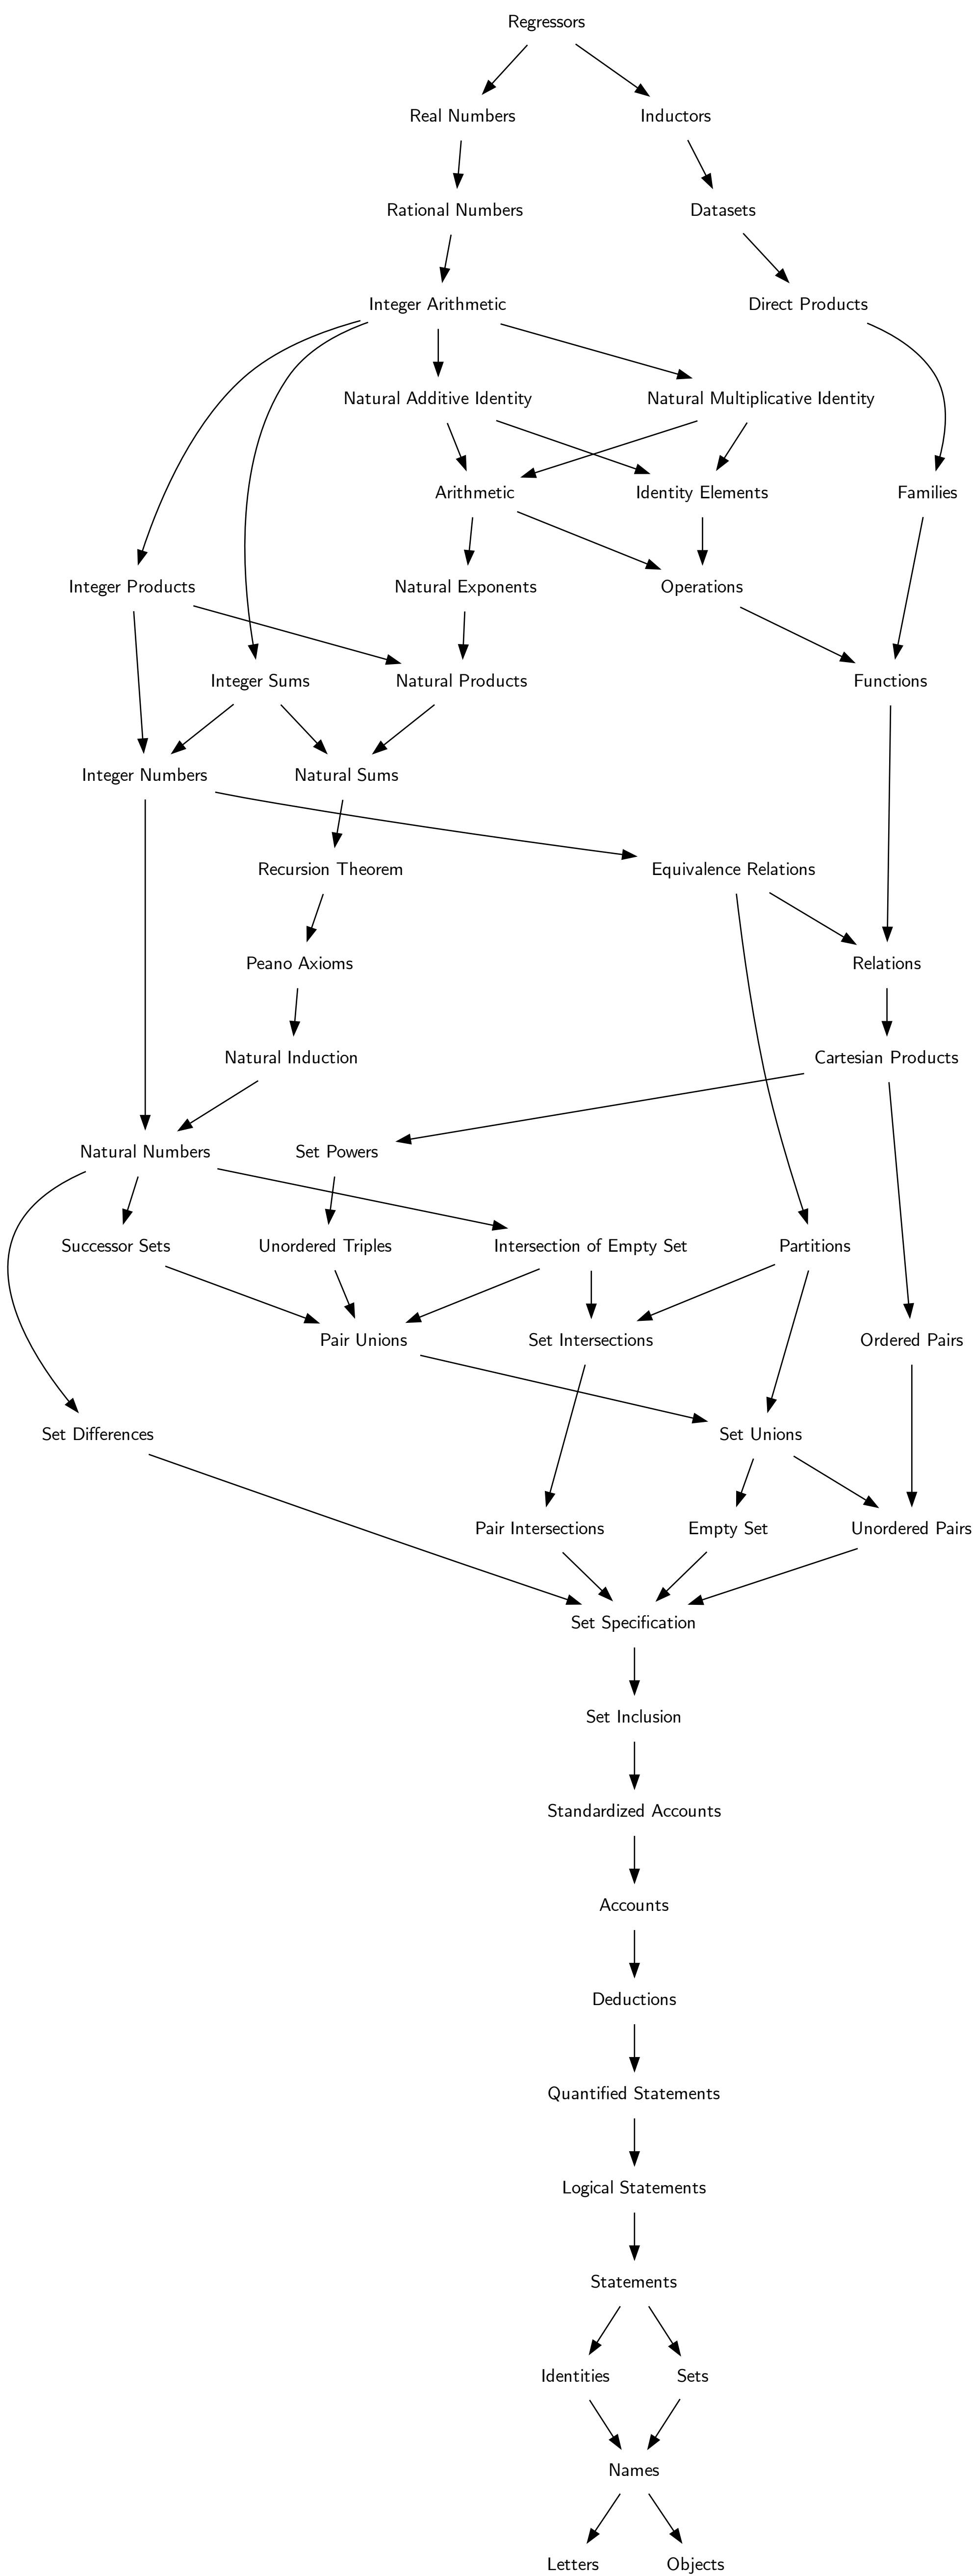 Regressors
Real Numbers
Inductors
Rational Numbers
Datasets
Integer Arithmetic
Direct Products
Natural Additive Identity
Natural Multiplicative Identity
Arithmetic
Identity Elements
Families
Integer Products
Natural Exponents
Operations
Integer Sums
Natural Products
Functions
Integer Numbers
Natural Sums
Recursion Theorem
Equivalence Relations
Peano Axioms
Relations
Natural Induction
Cartesian Products
Natural Numbers
Set Powers
Successor Sets
Unordered Triples
Intersection of Empty Set
Partitions
Pair Unions
Set Intersections
Ordered Pairs
Set Differences
Set Unions
Pair Intersections
Empty Set
Unordered Pairs
Set Specification
Set Inclusion
Standardized Accounts
Accounts
Deductions
Quantified Statements
Logical Statements
Statements
Identities
Sets
Names
Letters
Objects